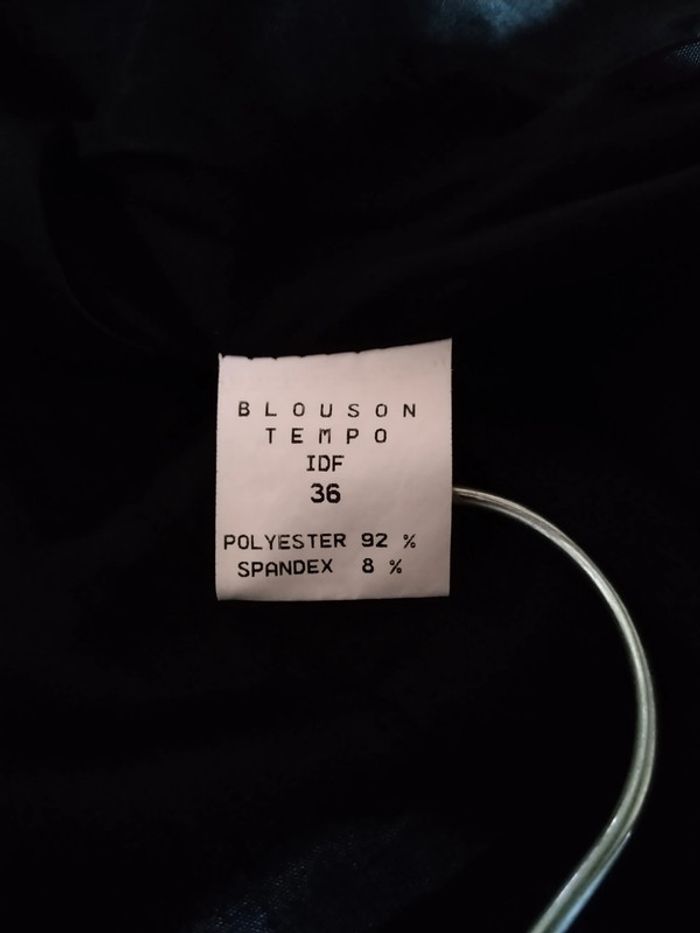 BLOUSON
TEMPO
IDF
36
POLYESTER 92 %
SPANDEX 8 %